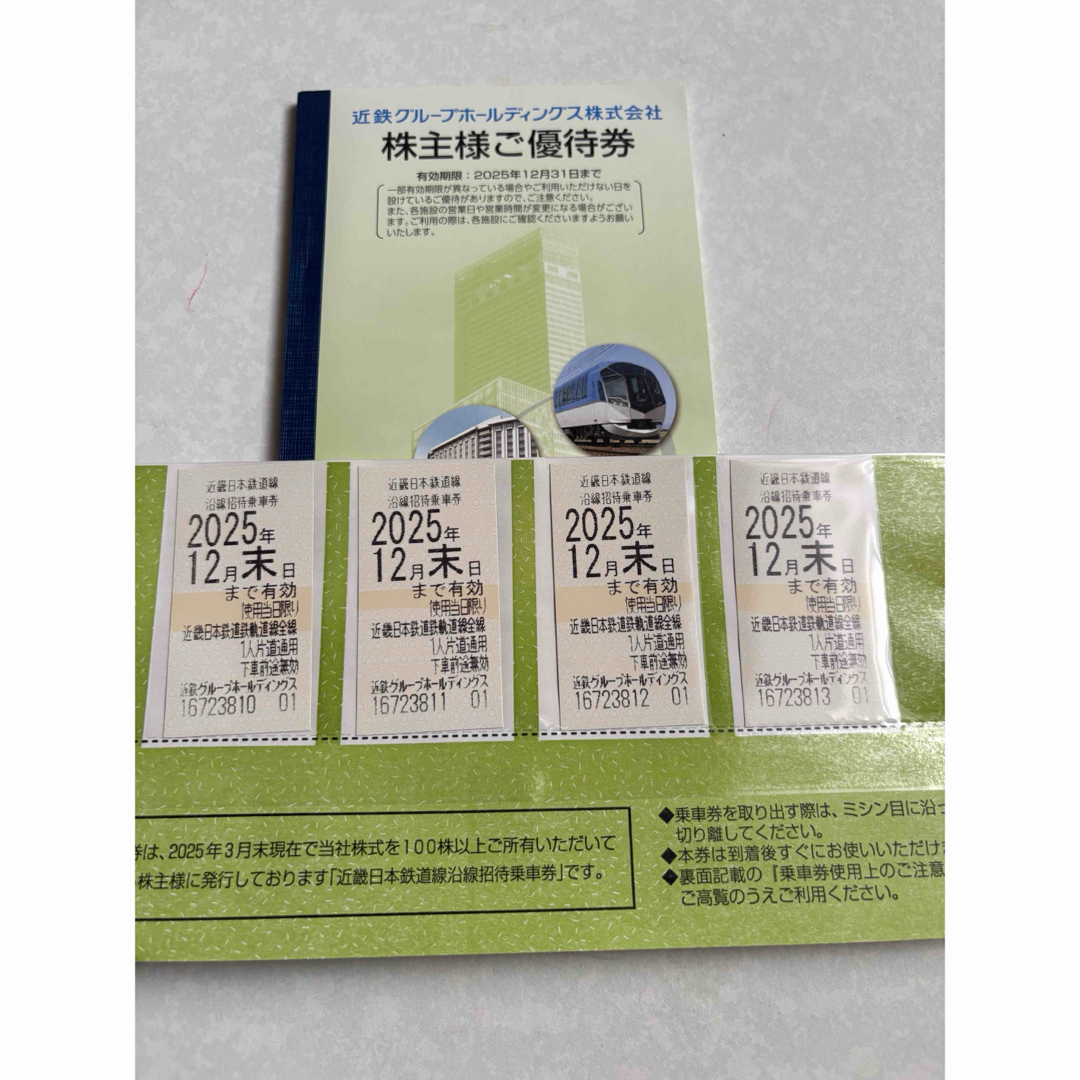 近鉄グループホールディングス株式会社
株主様ご優待券
有効期限：2025年12月31日まで
一部有効期限が異なっている場合やご利用いただけない日を
設けているご優待がありますので、ご注意ください。
また、各施設の営業日や営業時間が変更になる場合がござい
ます。ご利用の際は、各施設にご確認くださいますようお願い
いたします。
近畿日本鉄道線
沿線招待乗車券
2025年
12月末日
まで有効
(使用当日限り)
近畿日本鉄道鉄軌道線全線
1人片道通用
下車前途無効
近鉄グループホールディングス
16723810 01
近畿日本鉄道線
沿線招待乗車券
2025年
12月末日
まで有効
(使用当日限り)
近畿日本鉄道鉄軌道線全線
1人片道通用
下車前途無効
近鉄グループホールディングス
16723811 01
近畿日本鉄道線
沿線招待乗車券
2025年
12月末日
まで有効
(使用当日限り)
近畿日本鉄道鉄軌道線全線
1人片道通用
下車前途無効
近鉄グループホールディングス
16723812 01
近畿日本鉄道線
沿線招待乗車券
2025年
12月末日
まで有効
(使用当日限り)
近畿日本鉄道鉄軌道線全線
1人片道通用
下車前途無効
近鉄グループホールディングス
16723813 01
券は、2025年3月末現在で当社株式を100株以上ご所有いただいて
株主様に発行しております「近畿日本鉄道線沿線招待乗車券」です。
◆乗車券を取り出す際は、ミシン目に沿っ
切り離してください。
◆本券は到着後すぐにお使いいただけま
◆裏面記載の『乗車券使用上のご注意
ご高覧のうえご利用ください。